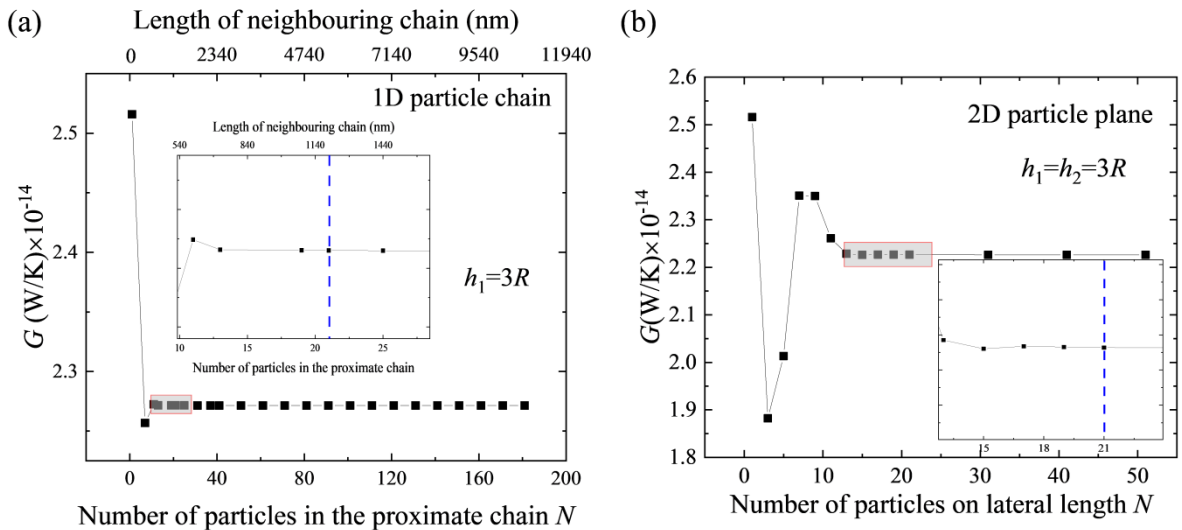 (a)
Length of neighbouring chain (nm)
0 2340 4740 7140 9540 11940
1D particle chain
Length of neighbouring chain (nm)
540 840 1140 1440
10 15 20 25
Number of particles in the proximate chain
h₁=3R
2.5
2.4
2.3
G (W/K)×10⁻¹⁴
0 40 80 120 160 200
Number of particles in the proximate chain N
(b)
2D particle plane
h₁=h₂=3R
2.6
2.5
2.4
2.3
2.2
2.1
2.0
1.9
1.8
G(W/K)×10⁻¹⁴
15 18 21
0 10 20 30 40 50
Number of particles on lateral length N